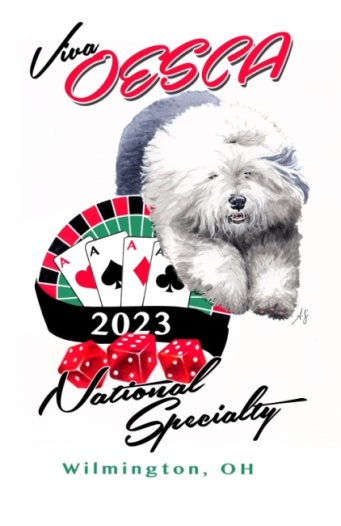 Viva
OESCA
A A A A
2023
National
Specialty
Wilmington, OH